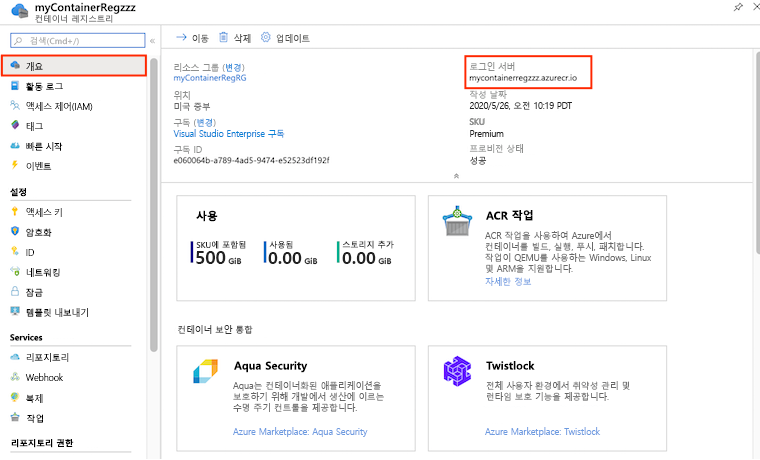 myContainerRegzzz
컨테이너 레지스트리
검색(Cmd+/)
개요
활동 로그
액세스 제어(IAM)
태그
빠른 시작
이벤트
설정
액세스 키
암호화
ID
네트워킹
잠금
템플릿 내보내기
Services
리포지토리
Webhook
복제
작업
리포지토리 권한
이동 삭제 업데이트
리소스 그룹 (변경)
myContainerRegRG
위치
미국 중부
구독 (변경)
Visual Studio Enterprise 구독
구독 ID
e060064b-a789-4ad5-9474-e52523df192f
로그인 서버
mycontainerregzzz.azurecr.io
작성 날짜
2020/5/26, 오전 10:19 PDT
SKU
Premium
프로비전 상태
성공
사용
SKU에 포함됨
500 GiB
사용됨
0.00 GiB
스토리지 추가
0.00 GiB
ACR 작업
ACR 작업을 사용하여 Azure에서
컨테이너를 빌드, 실행, 푸시, 패치합니다.
작업이 QEMU를 사용하는 Windows, Linux
및 ARM을 지원합니다.
자세한 정보
컨테이너 보안 통합
Aqua Security
Aqua는 컨테이너화된 애플리케이션을
보호하기 위해 개발에서 생산에 이르는
수명 주기 컨트롤을 제공합니다.
Azure Marketplace: Aqua Security
Twistlock
전체 사용자 환경에서 취약성 관리 및
런타임 보호 기능을 제공합니다.
Azure Marketplace: Twistlock